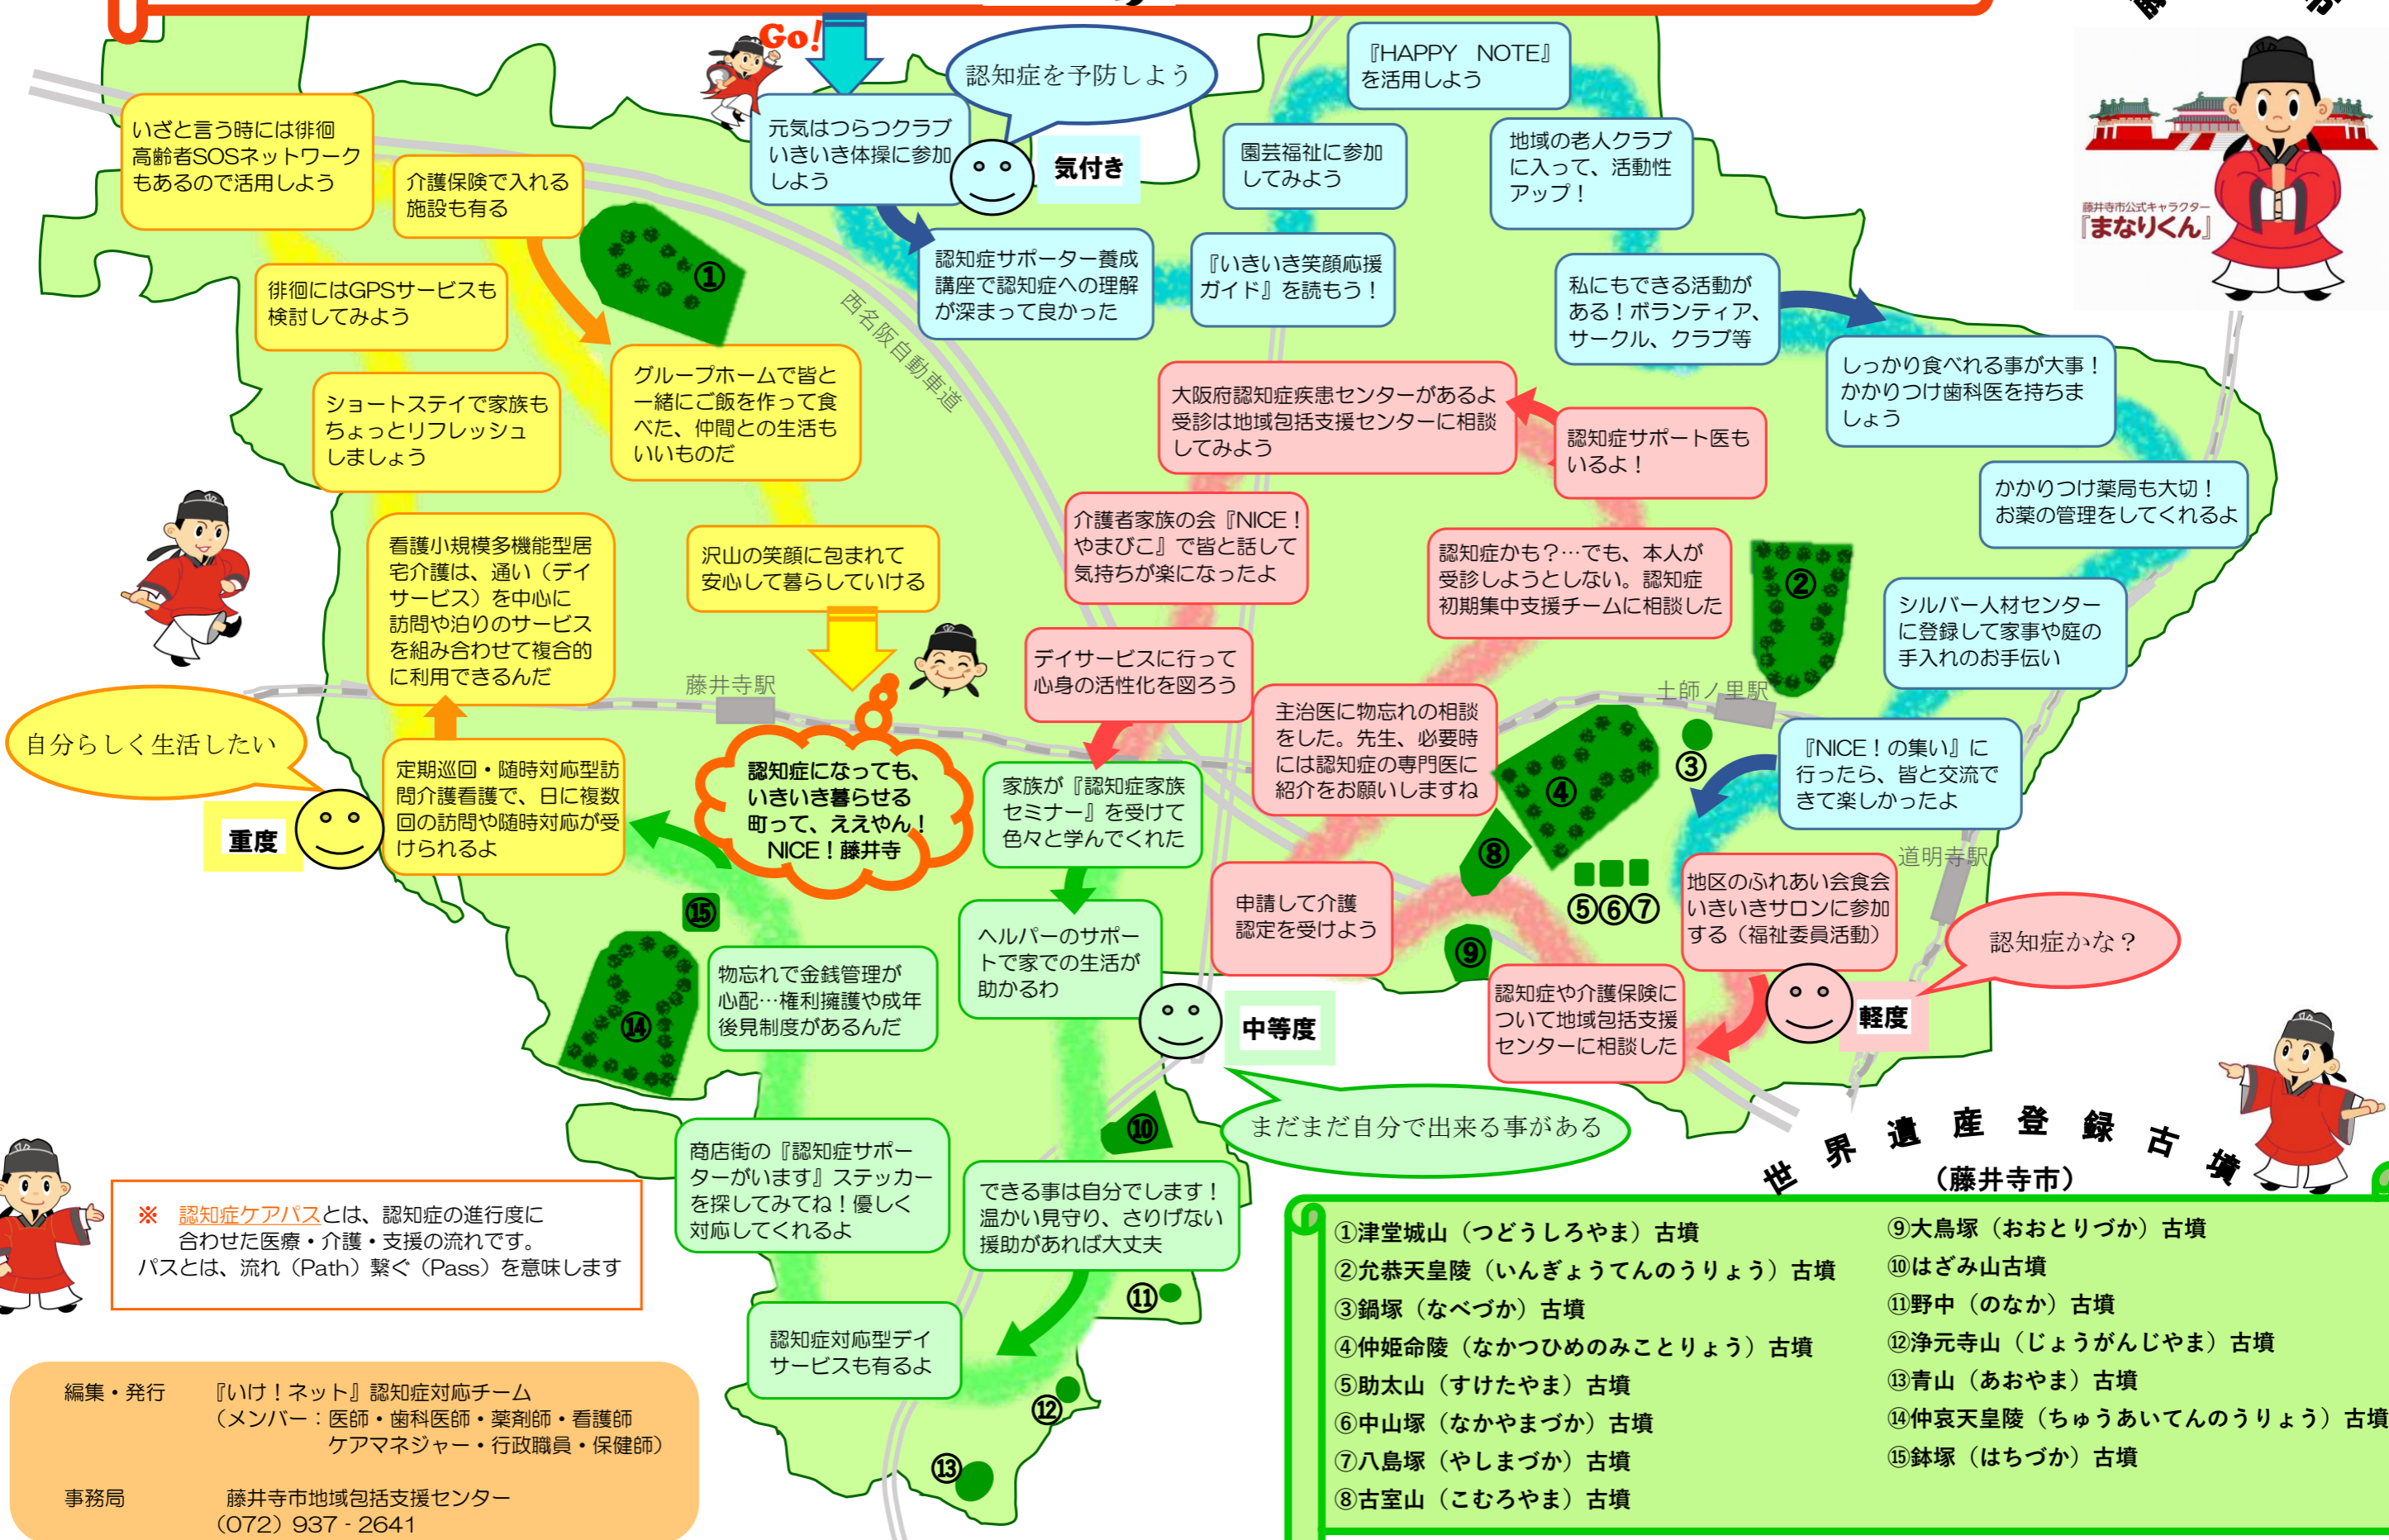 Go!
認知症を予防しよう
元気はつらつクラブ
いきいき体操に参加
しよう
気付き
認知症サポーター養成
講座で認知症への理解
が深まって良かった
『いきいき笑顔応援
ガイド』を読もう！
園芸福祉に参加
してみよう
『HAPPY　NOTE』
を活用しよう
地域の老人クラブ
に入って、活動性
アップ！
私にもできる活動が
ある！ボランティア、
サークル、クラブ等
しっかり食べれる事が大事！
かかりつけ歯科医を持ちま
しょう
かかりつけ薬局も大切！
お薬の管理をしてくれるよ
シルバー人材センター
に登録して家事や庭の
手入れのお手伝い
『NICE！の集い』に
行ったら、皆と交流で
きて楽しかったよ
地区のふれあい会食会
いきいきサロンに参加
する（福祉委員活動）
認知症かな？
軽度
認知症や介護保険に
ついて地域包括支援
センターに相談した
申請して介護
認定を受けよう
主治医に物忘れの相談
をした。先生、必要時
には認知症の専門医に
紹介をお願いしますね
認知症かも？…でも、本人が
受診しようとしない。認知症
初期集中支援チームに相談した
認知症サポート医も
いるよ！
大阪府認知症疾患センターがあるよ
受診は地域包括支援センターに相談
してみよう
介護者家族の会『NICE！
やまびこ』で皆と話して
気持ちが楽になったよ
デイサービスに行って
心身の活性化を図ろう
家族が『認知症家族
セミナー』を受けて
色々と学んでくれた
ヘルパーのサポー
トで家での生活が
助かるわ
中等度
まだまだ自分で出来る事がある
できる事は自分でします！
温かい見守り、さりげない
援助があれば大丈夫
認知症対応型デイ
サービスも有るよ
商店街の『認知症サポー
ターがいます』ステッカー
を探してみてね！優しく
対応してくれるよ
物忘れで金銭管理が
心配…権利擁護や成年
後見制度があるんだ
定期巡回・随時対応型訪
問介護看護で、日に複数
回の訪問や随時対応が受
けられるよ
重度
自分らしく生活したい
看護小規模多機能型居
宅介護は、通い（デイ
サービス）を中心に
訪問や泊りのサービス
を組み合わせて複合的
に利用できるんだ
ショートステイで家族も
ちょっとリフレッシュ
しましょう
徘徊にはGPSサービスも
検討してみよう
いざと言う時には徘徊
高齢者SOSネットワーク
もあるので活用しよう
介護保険で入れる
施設も有る
グループホームで皆と
一緒にご飯を作って食
べた、仲間との生活も
いいものだ
沢山の笑顔に包まれて
安心して暮らしていける
認知症になっても、
いきいき暮らせる
町って、ええやん！
NICE！藤井寺
西名阪自動車道
藤井寺駅
土師ノ里駅
道明寺駅
①
②
③
④
⑤⑥⑦
⑧
⑨
⑩
⑪
⑫
⑬
⑭
⑮
藤井寺市公式キャラクター
『まなりくん』
※　認知症ケアパスとは、認知症の進行度に
合わせた医療・介護・支援の流れです。
パスとは、流れ（Path）繋ぐ（Pass）を意味します
編集・発行　『いけ！ネット』認知症対応チーム
（メンバー：医師・歯科医師・薬剤師・看護師
ケアマネジャー・行政職員・保健師）
事務局　藤井寺市地域包括支援センター
（072）937‐2641
世界遺産登録古墳
（藤井寺市）
①津堂城山（つどうしろやま）古墳
②允恭天皇陵（いんぎょうてんのうりょう）古墳
③鍋塚（なべづか）古墳
④仲姫命陵（なかつひめのみことりょう）古墳
⑤助太山（すけたやま）古墳
⑥中山塚（なかやまづか）古墳
⑦八島塚（やしまづか）古墳
⑧古室山（こむろやま）古墳
⑨大鳥塚（おおとりづか）古墳
⑩はざみ山古墳
⑪野中（のなか）古墳
⑫浄元寺山（じょうがんじやま）古墳
⑬青山（あおやま）古墳
⑭仲哀天皇陵（ちゅうあいてんのうりょう）古墳
⑮鉢塚（はちづか）古墳